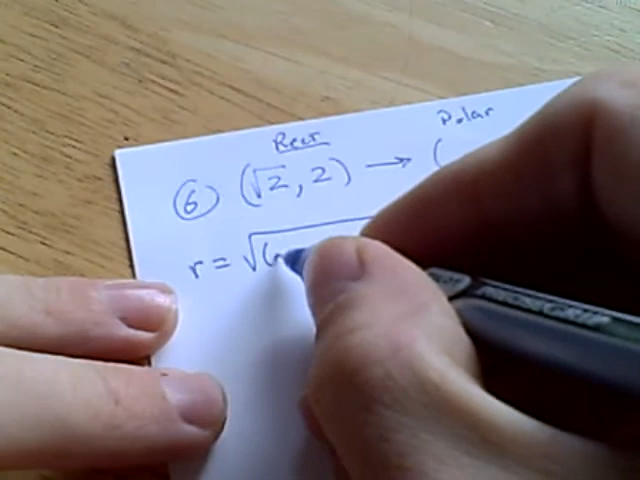 Rect Polar
⑥ (√2, 2) → (
r = √(